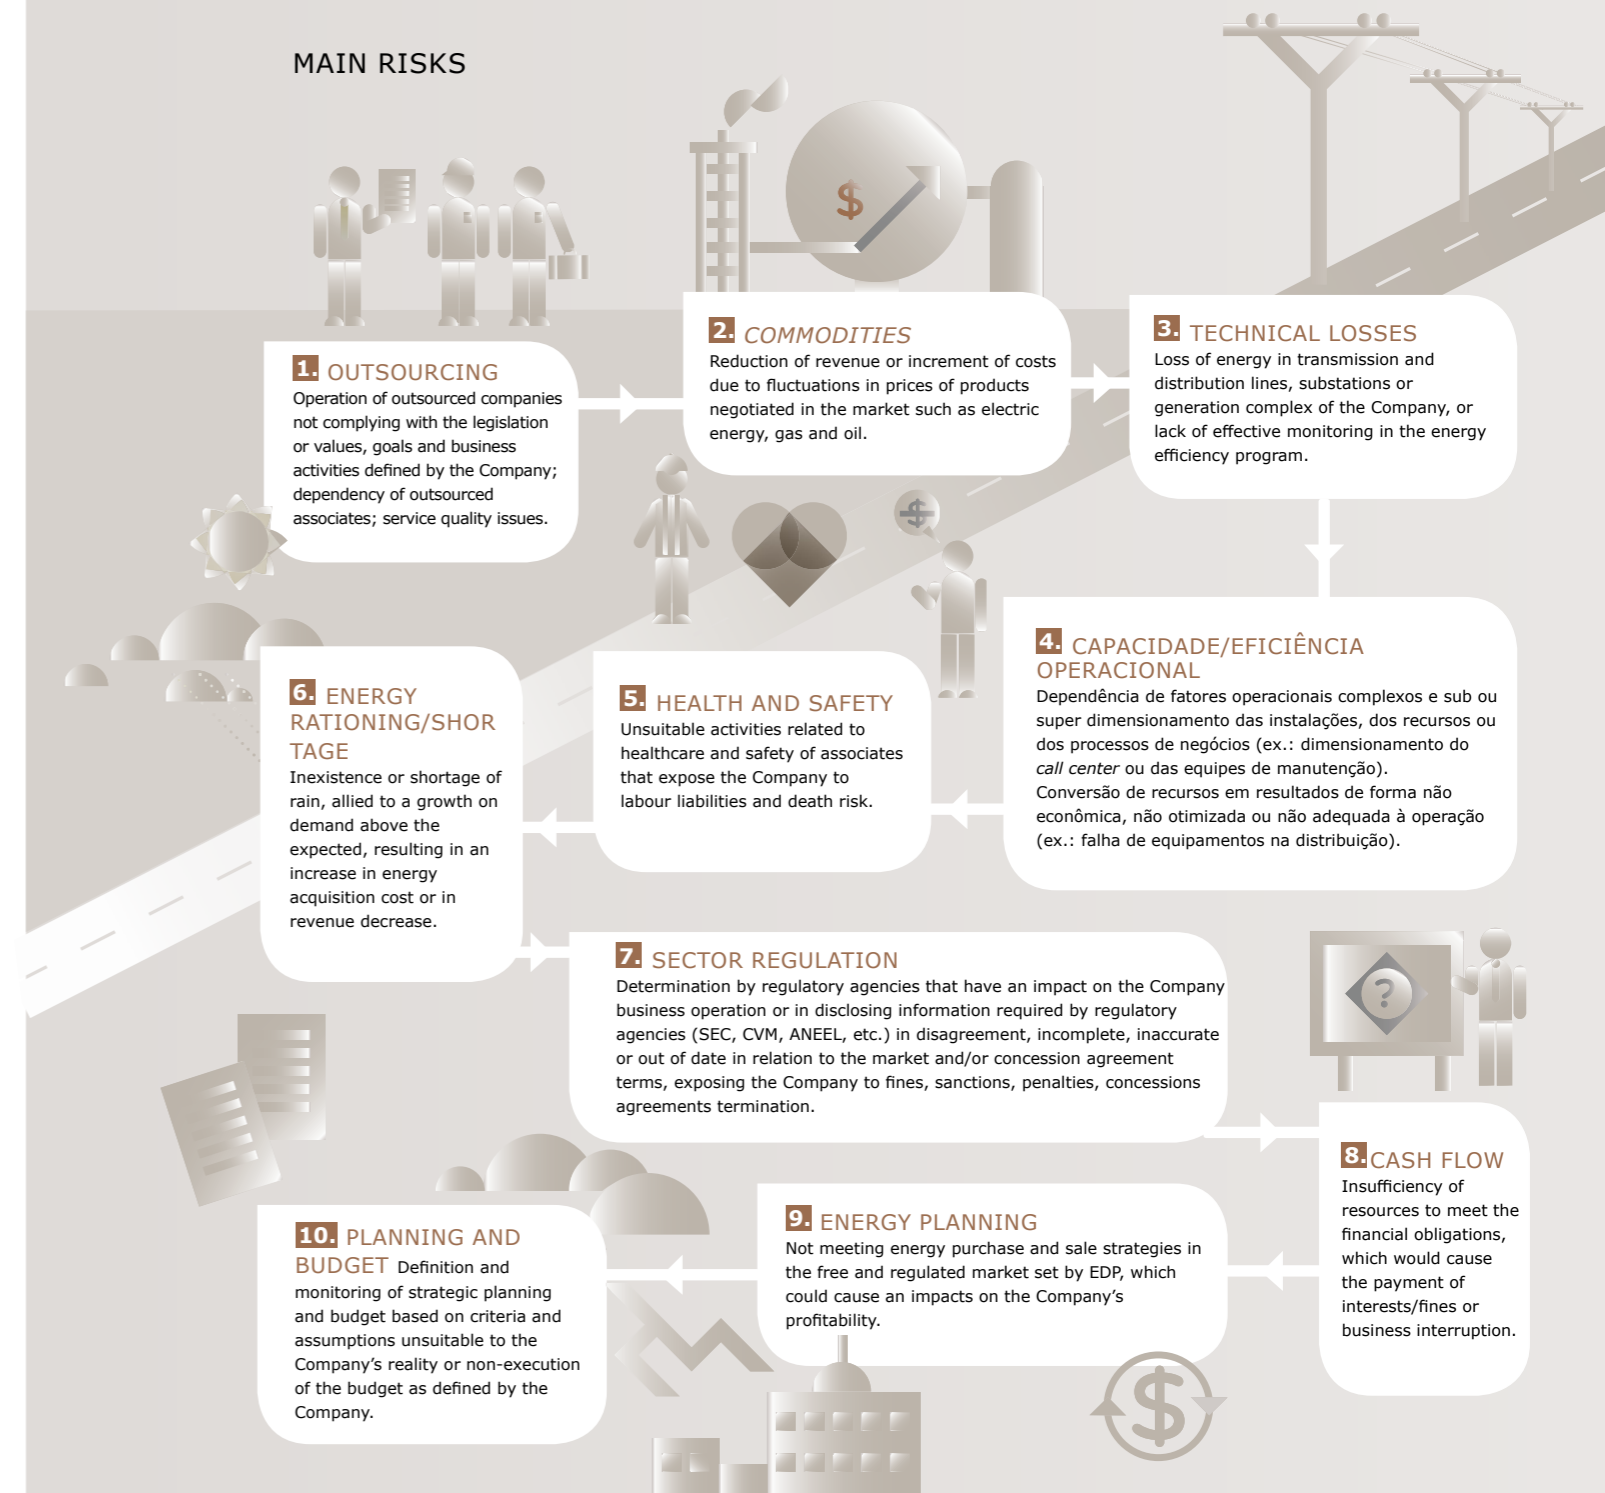 MAIN RISKS
1. OUTSOURCING
Operation of outsourced companies
not complying with the legislation
or values, goals and business
activities defined by the Company;
dependency of outsourced
associates; service quality issues.
2. COMMODITIES
Reduction of revenue or increment of costs
due to fluctuations in prices of products
negotiated in the market such as electric
energy, gas and oil.
3. TECHNICAL LOSSES
Loss of energy in transmission and
distribution lines, substations or
generation complex of the Company, or
lack of effective monitoring in the energy
efficiency program.
4. CAPACIDADE/EFICIÊNCIA
OPERACIONAL
Dependência de fatores operacionais complexos e sub ou
super dimensionamento das instalações, dos recursos ou
dos processos de negócios (ex.: dimensionamento do
call center ou das equipes de manutenção).
Conversão de recursos em resultados de forma não
econômica, não otimizada ou não adequada à operação
(ex.: falha de equipamentos na distribuição).
5. HEALTH AND SAFETY
Unsuitable activities related to
healthcare and safety of associates
that expose the Company to
labour liabilities and death risk.
6. ENERGY
RATIONING/SHOR
TAGE
Inexistence or shortage of
rain, allied to a growth on
demand above the
expected, resulting in an
increase in energy
acquisition cost or in
revenue decrease.
7. SECTOR REGULATION
Determination by regulatory agencies that have an impact on the Company
business operation or in disclosing information required by regulatory
agencies (SEC, CVM, ANEEL, etc.) in disagreement, incomplete, inaccurate
or out of date in relation to the market and/or concession agreement
terms, exposing the Company to fines, sanctions, penalties, concessions
agreements termination.
8. CASH FLOW
Insufficiency of
resources to meet the
financial obligations,
which would cause
the payment of
interests/fines or
business interruption.
9. ENERGY PLANNING
Not meeting energy purchase and sale strategies in
the free and regulated market set by EDP, which
could cause an impacts on the Company's
profitability.
10. PLANNING AND
BUDGET Definition and
monitoring of strategic planning
and budget based on criteria and
assumptions unsuitable to the
Company's reality or non-execution
of the budget as defined by the
Company.
$
$
?
$